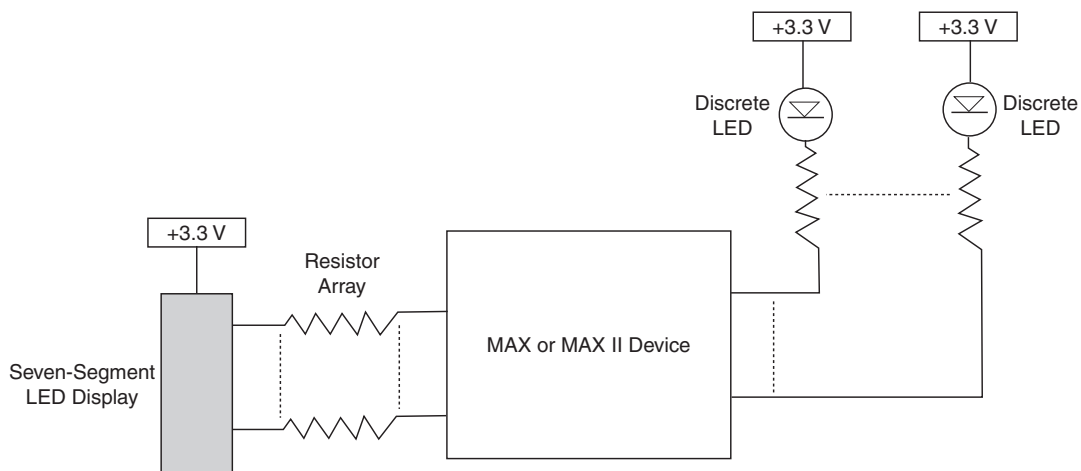 +3.3 V
+3.3 V
Discrete
LED
Discrete
LED
+3.3 V
Resistor
Array
MAX or MAX II Device
Seven-Segment
LED Display